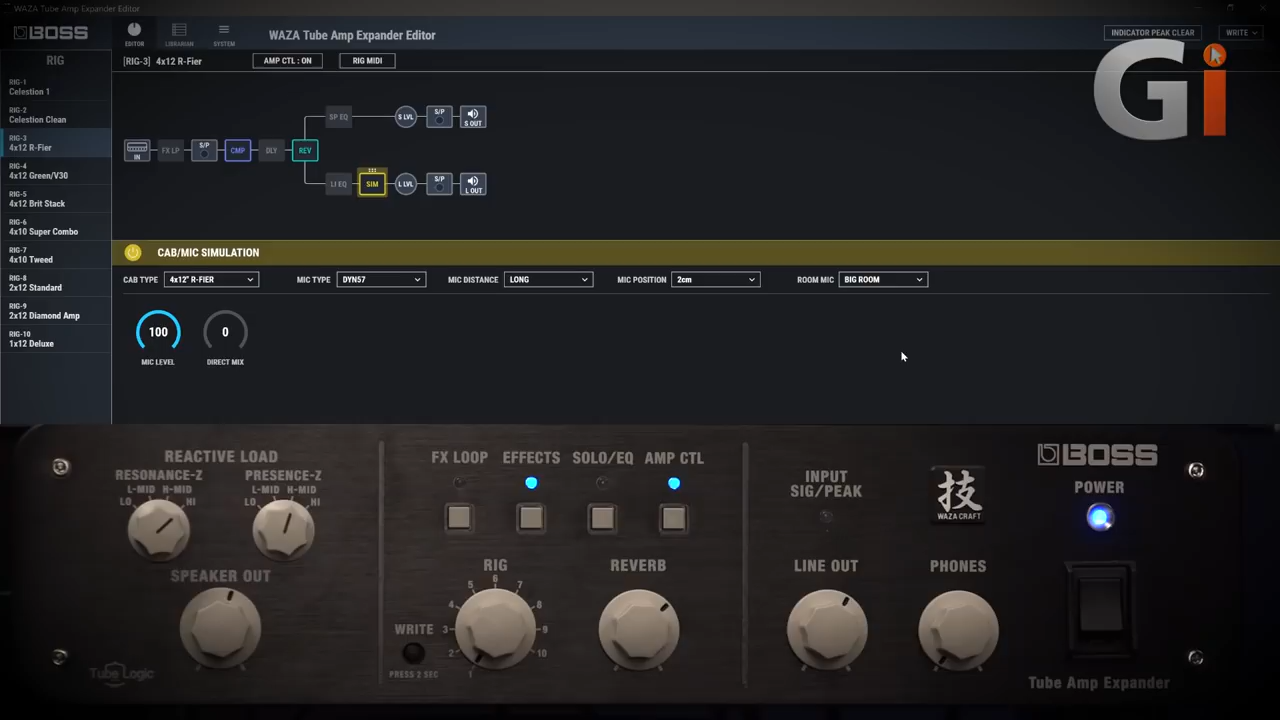 WAZA Tube Amp Expander Editor
BOSS
EDITOR
LIBRARIAN
SYSTEM
WAZA Tube Amp Expander Editor
INDICATOR PEAK CLEAR
WRITE
Gi
RIG
[RIG-3] 4x12 R-Fier
AMP CTL : ON
RIG MIDI
RIG-1
Celestion 1
RIG-2
Celestion Clean
RIG-3
4x12 R-Fier
RIG-4
4x12 Green/V30
RIG-5
4x12 Brit Stack
RIG-6
4x10 Super Combo
RIG-7
4x10 Tweed
RIG-8
2x12 Standard
RIG-9
2x12 Diamond Amp
RIG-10
1x12 Deluxe
SP EQ
S LVL
S/P
S OUT
IN
FX LP
S/P
CMP
DLY
REV
LI EQ
SIM
L LVL
S/P
L OUT
CAB/MIC SIMULATION
CAB TYPE 4x12" R-FIER
MIC TYPE DYN57
MIC DISTANCE LONG
MIC POSITION 2cm
ROOM MIC BIG ROOM
100
0
MIC LEVEL
DIRECT MIX
REACTIVE LOAD
RESONANCE-Z
PRESENCE-Z
L-MID H-MID
L-MID H-MID
LO HI
LO HI
SPEAKER OUT
Tube Logic
FX LOOP
EFFECTS
SOLO/EQ
AMP CTL
RIG
1
2
3
4
5
6
7
8
9
10
REVERB
WRITE
PRESS 2 SEC
INPUT
SIG/PEAK
技
WAZA CRAFT
BOSS
POWER
LINE OUT
PHONES
Tube Amp Expander